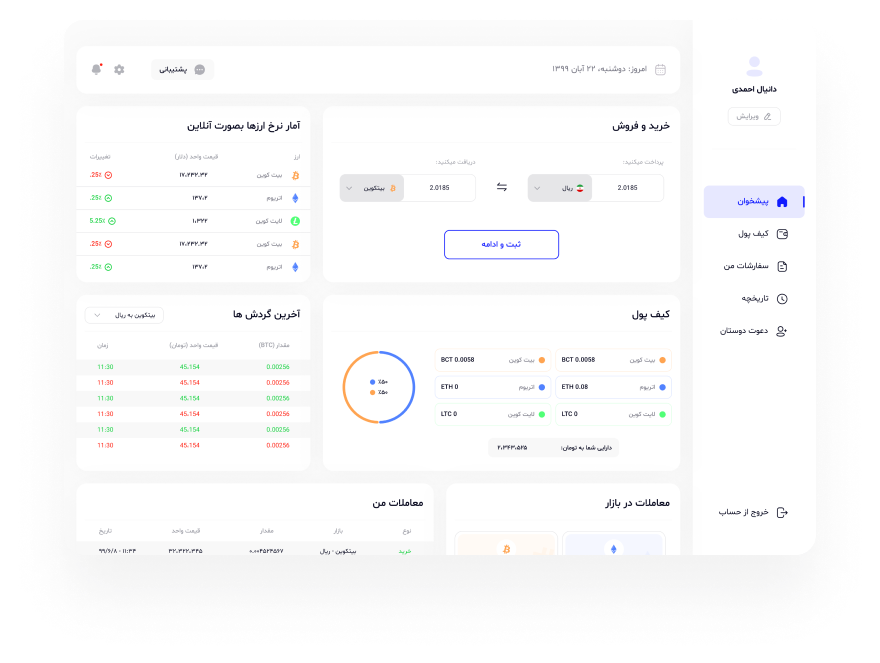 دانیال احمدی
ویرایش
پیشخوان
کیف پول
سفارشات من
تاریخچه
دعوت دوستان
خروج از حساب
امروز: دوشنبه، ۲۲ آبان ۱۳۹۹
پشتیبانی
خرید و فروش
پرداخت میکنید:
دریافت میکنید:
2.0185
ریال
2.0185
بیتکوین
ثبت و ادامه
آمار نرخ ارزها بصورت آنلاین
ارز قیمت واحد (دلار) تغییرات
بیت کوین ۱۷،۲۳۲.۳۲ .25٪
اتریوم ۱۳۷،۲ .25٪
لایت کوین ۱،۳۲۲ 5.25٪
بیت کوین ۱۷،۲۳۲.۳۲ .25٪
اتریوم ۱۳۷،۲ .25٪
کیف پول
بیت کوین BCT 0.0058
بیت کوین BCT 0.0058
اتریوم ETH 0.08
اتریوم ETH 0
لایت کوین LTC 0
لایت کوین LTC 0
٪۵۰
٪۵۰
دارایی شما به تومان: ۲،۳۴۳،۵۲۵
آخرین گردش ها
بیتکوین به ریال
مقدار (BTC) قیمت واحد (تومان) زمان
0.00256 45.154 11:30
0.00256 45.154 11:30
0.00256 45.154 11:30
0.00256 45.154 11:30
0.00256 45.154 11:30
0.00256 45.154 11:30
معاملات در بازار
معاملات من
نوع بازار مقدار قیمت واحد تاریخ
خرید بیتکوین - ریال ۰.۰۰۴۵۲۴۵۶۷ ۳۲،۳۲۲،۳۴۵ ۹۹/۶/۸ - ۱۱:۳۴